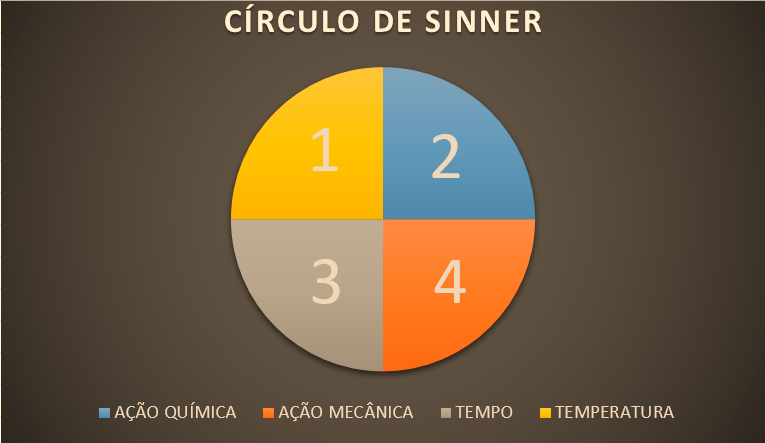 CÍRCULO DE SINNER
1 2
3 4
AÇÃO QUÍMICA AÇÃO MECÂNICA TEMPO TEMPERATURA